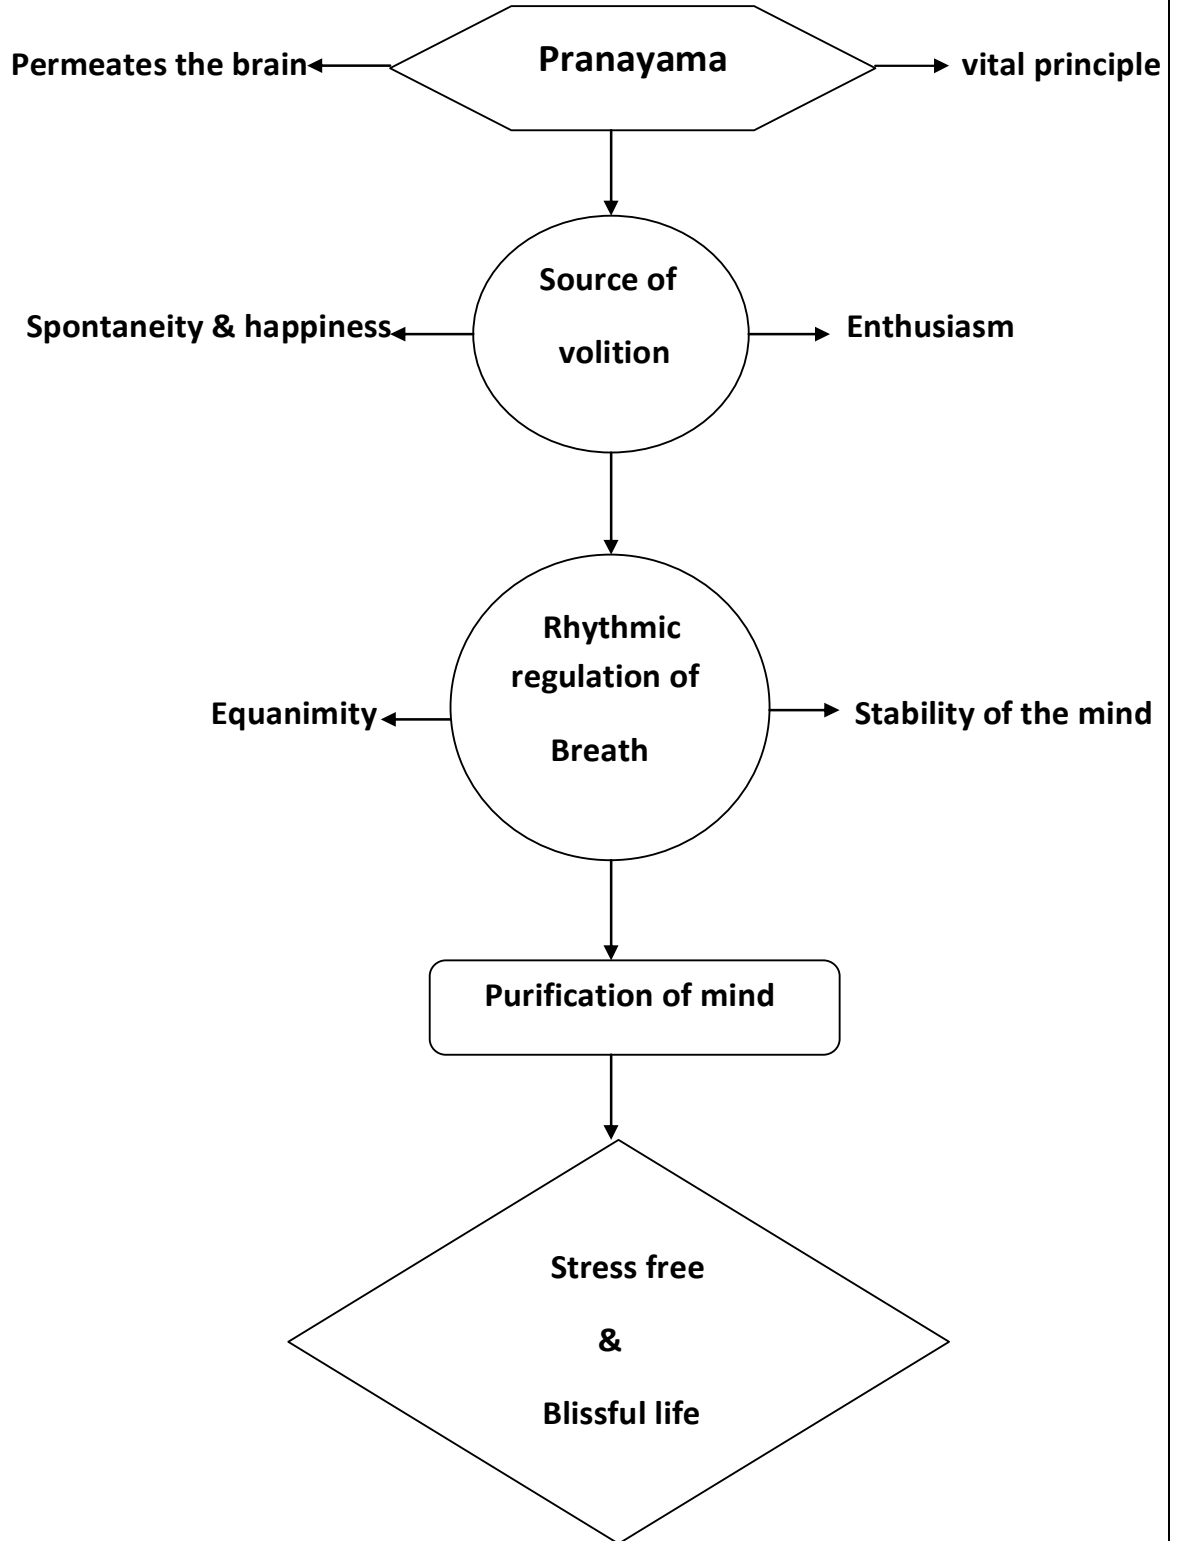 Pranayama
Permeates the brain
vital principle
Source of
volition
Spontaneity & happiness
Enthusiasm
Rhythmic
regulation of
Breath
Equanimity
Stability of the mind
Purification of mind
Stress free
&
Blissful life